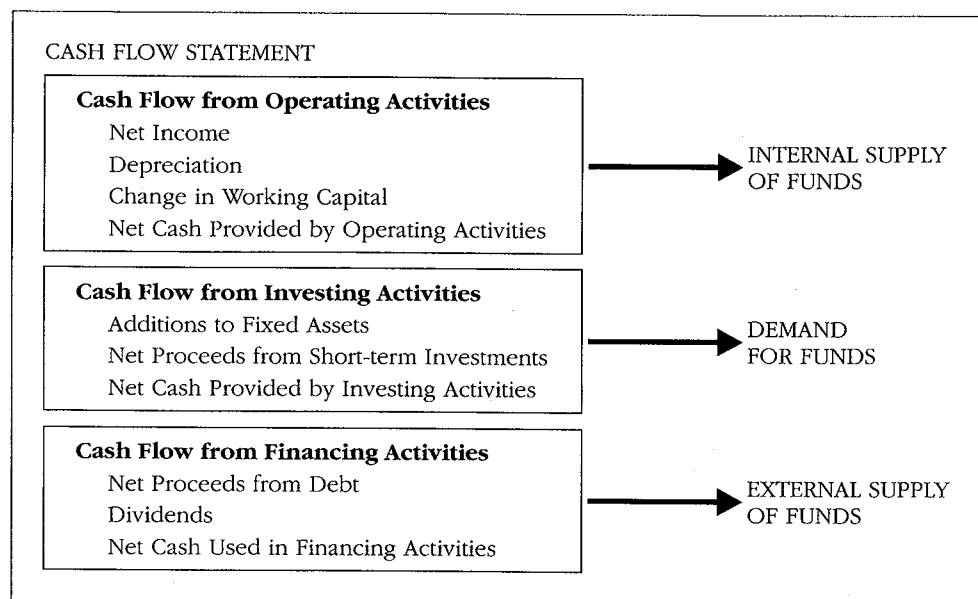 CASH FLOW STATEMENT
Cash Flow from Operating Activities
Net Income
Depreciation
Change in Working Capital
Net Cash Provided by Operating Activities
INTERNAL SUPPLY
OF FUNDS
Cash Flow from Investing Activities
Additions to Fixed Assets
Net Proceeds from Short-term Investments
Net Cash Provided by Investing Activities
DEMAND
FOR FUNDS
Cash Flow from Financing Activities
Net Proceeds from Debt
Dividends
Net Cash Used in Financing Activities
EXTERNAL SUPPLY
OF FUNDS